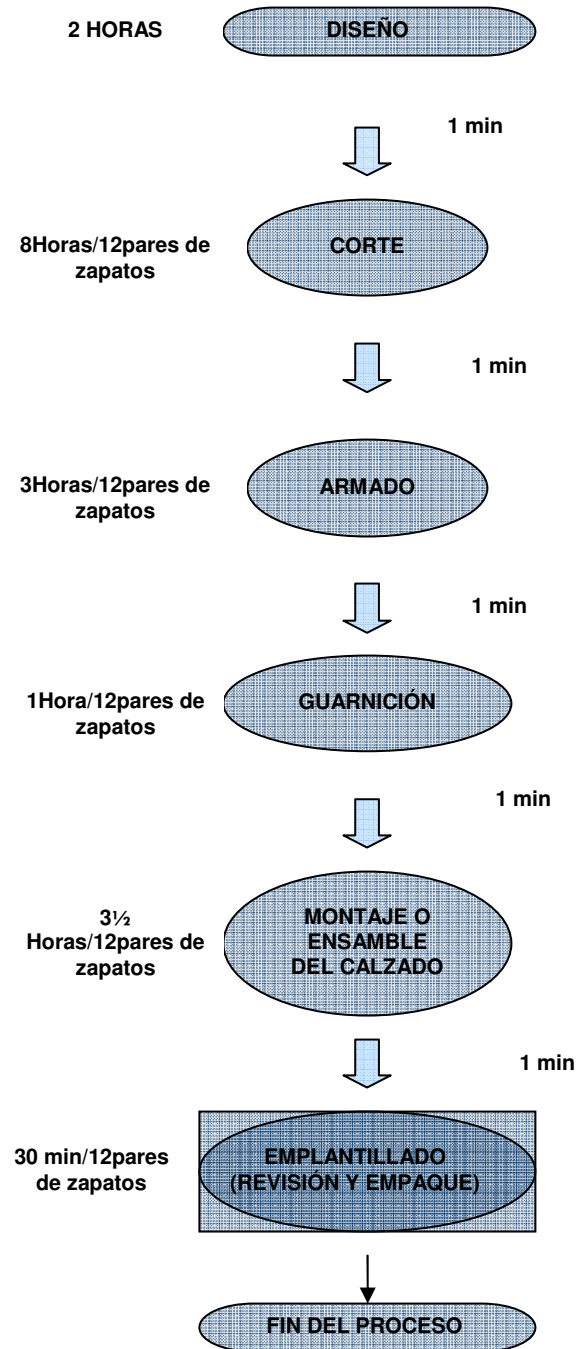 2 HORAS
DISEÑO
1 min
8Horas/12pares de
zapatos
CORTE
1 min
3Horas/12pares de
zapatos
ARMADO
1 min
1Hora/12pares de
zapatos
GUARNICIÓN
1 min
3½
Horas/12pares de
zapatos
MONTAJE O
ENSAMBLE
DEL CALZADO
1 min
30 min/12pares
de zapatos
EMPLANTILLADO
(REVISIÓN Y EMPAQUE)
FIN DEL PROCESO